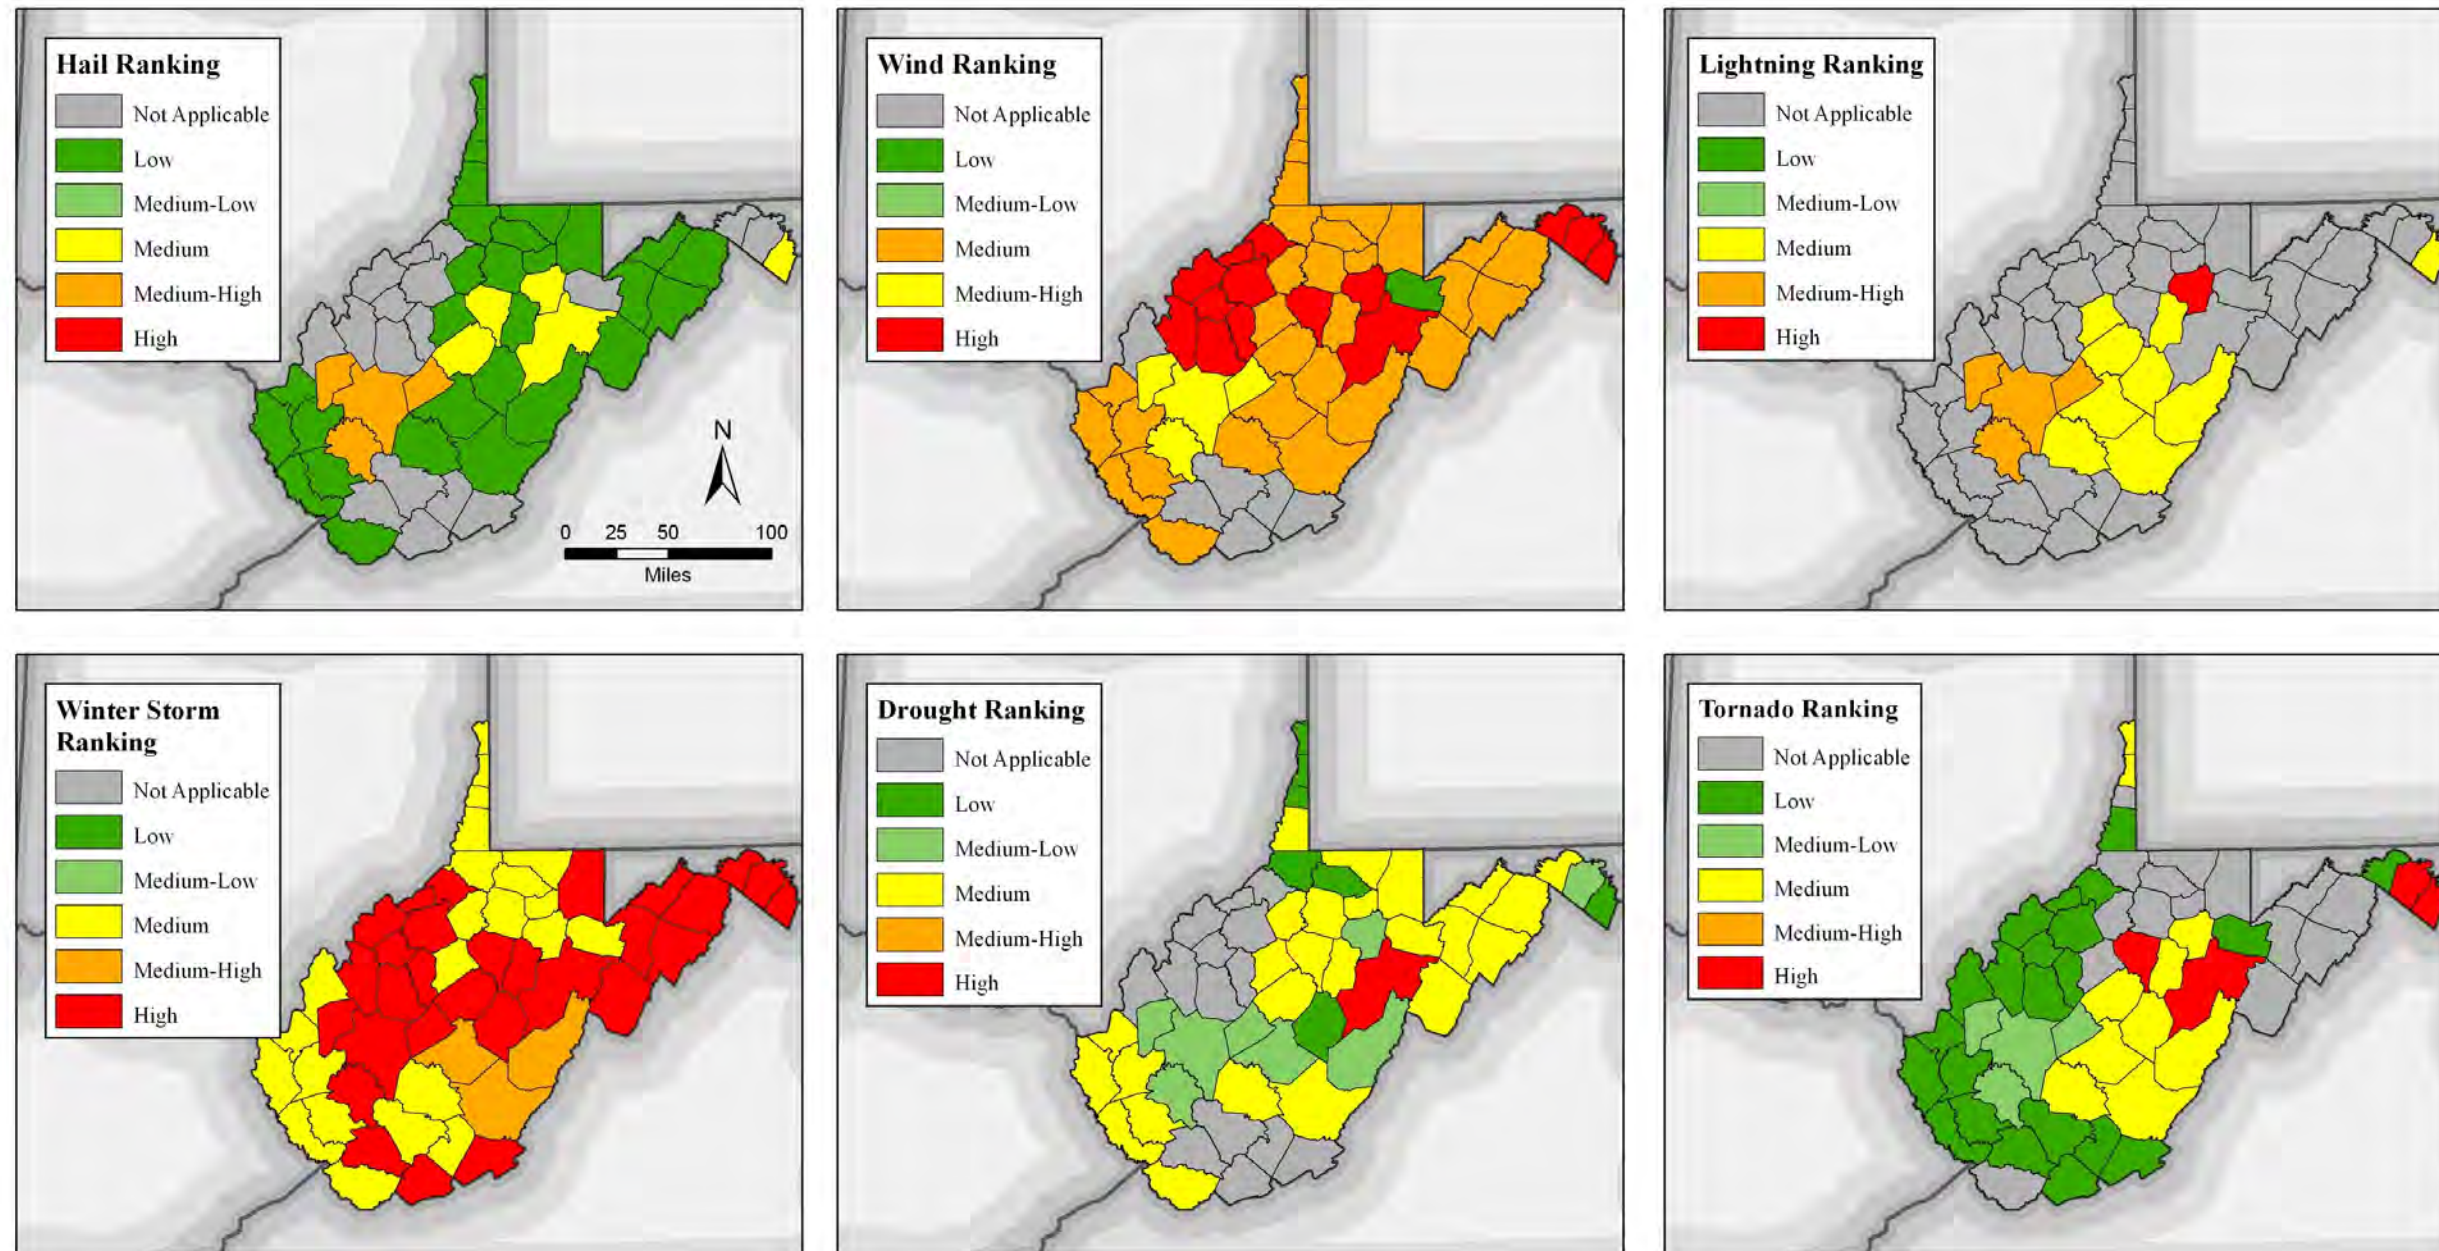 Hail Ranking
Not Applicable
Low
Medium-Low
Medium
Medium-High
High
N
0 25 50 100
Miles
Wind Ranking
Not Applicable
Low
Medium-Low
Medium
Medium-High
High
Lightning Ranking
Not Applicable
Low
Medium-Low
Medium
Medium-High
High
Winter Storm
Ranking
Not Applicable
Low
Medium-Low
Medium
Medium-High
High
Drought Ranking
Not Applicable
Low
Medium-Low
Medium
Medium-High
High
Tornado Ranking
Not Applicable
Low
Medium-Low
Medium
Medium-High
High